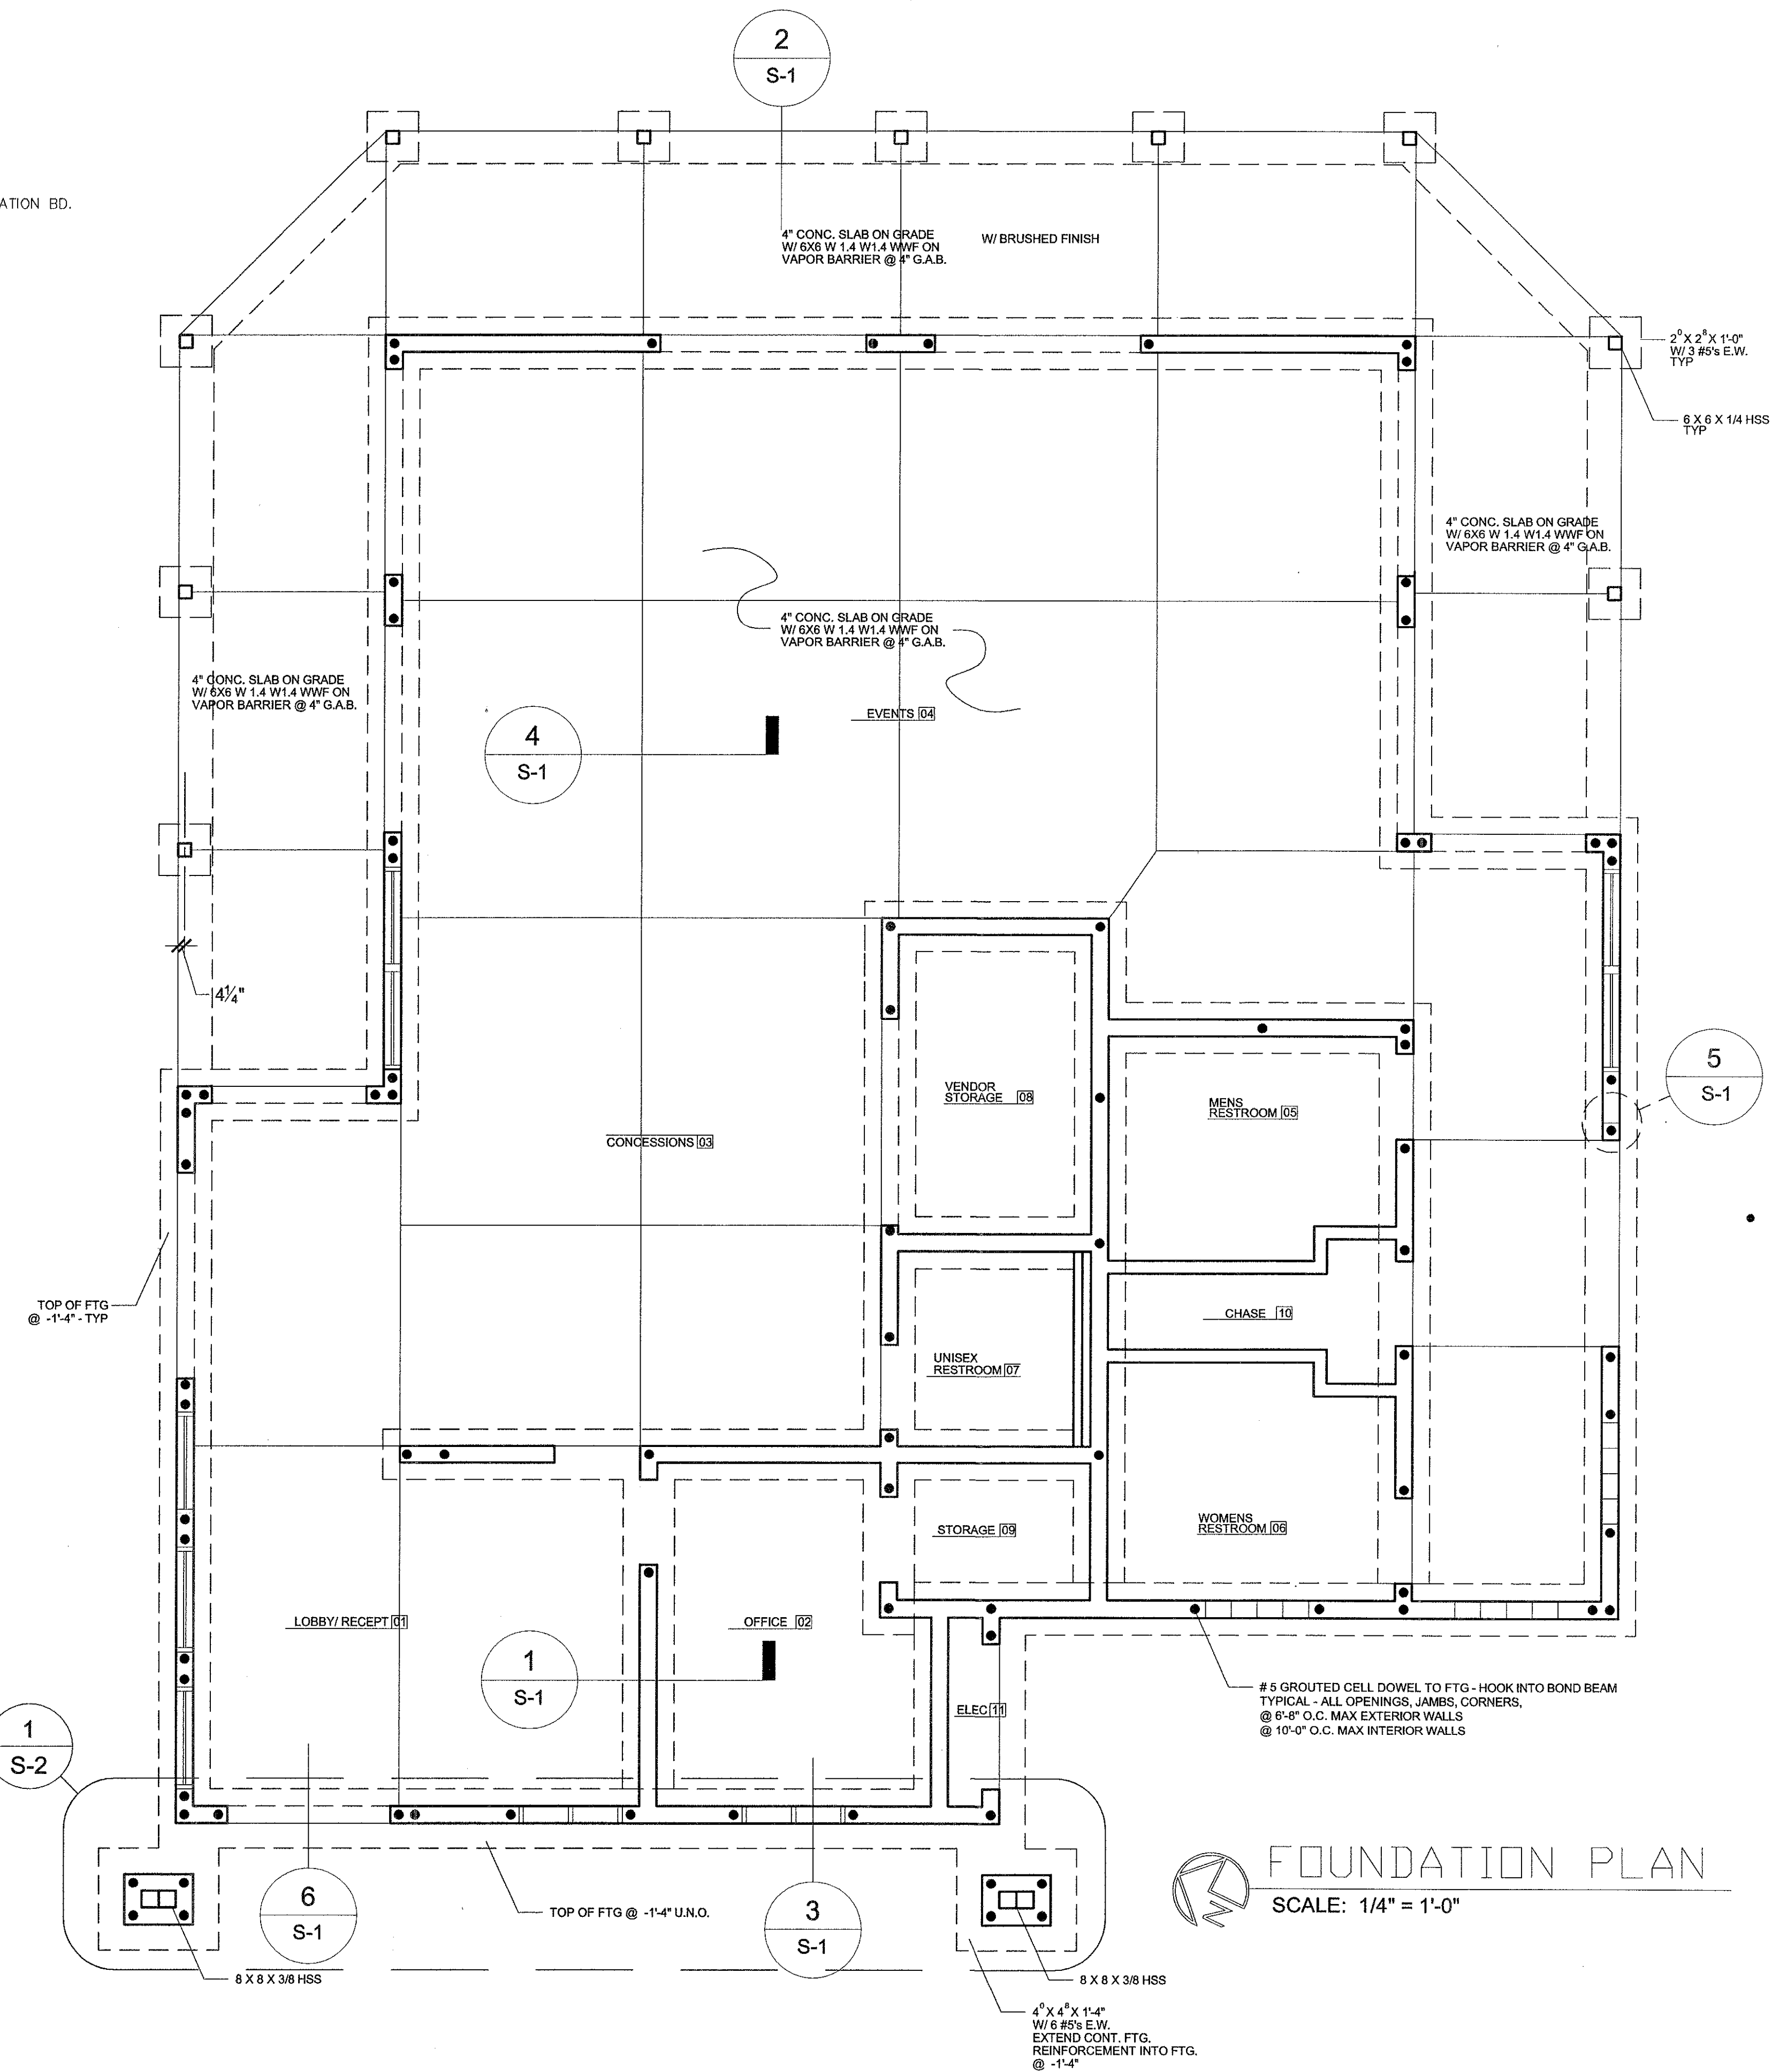 2
S-1
ATION BD.
4" CONC. SLAB ON GRADE
W/ 6X6 W 1.4 W1.4 WWF ON
VAPOR BARRIER @ 4" G.A.B.
W/ BRUSHED FINISH
2⁰ X 2⁸ X 1'-0"
W/ 3 #5's E.W.
TYP
6 X 6 X 1/4 HSS
TYP
4" CONC. SLAB ON GRADE
W/ 6X6 W 1.4 W1.4 WWF ON
VAPOR BARRIER @ 4" G.A.B.
4" CONC. SLAB ON GRADE
W/ 6X6 W 1.4 W1.4 WWF ON
VAPOR BARRIER @ 4" G.A.B.
4" CONC. SLAB ON GRADE
W/ 6X6 W 1.4 W1.4 WWF ON
VAPOR BARRIER @ 4" G.A.B.
EVENTS 04
4
S-1
4¼"
5
S-1
VENDOR
STORAGE 08
MENS
RESTROOM 05
CONCESSIONS 03
TOP OF FTG
@ -1'-4" - TYP
CHASE 10
UNISEX
RESTROOM 07
STORAGE 09
WOMENS
RESTROOM 06
LOBBY/ RECEPT 01
OFFICE 02
1
S-1
ELEC 11
# 5 GROUTED CELL DOWEL TO FTG - HOOK INTO BOND BEAM
TYPICAL - ALL OPENINGS, JAMBS, CORNERS,
@ 6'-8" O.C. MAX EXTERIOR WALLS
@ 10'-0" O.C. MAX INTERIOR WALLS
1
S-2
6
S-1
TOP OF FTG @ -1'-4" U.N.O.
3
S-1
N
FOUNDATION PLAN
SCALE: 1/4" = 1'-0"
8 X 8 X 3/8 HSS
8 X 8 X 3/8 HSS
4⁰ X 4⁸ X 1'-4"
W/ 6 #5's E.W.
EXTEND CONT. FTG.
REINFORCEMENT INTO FTG.
@ -1'-4"